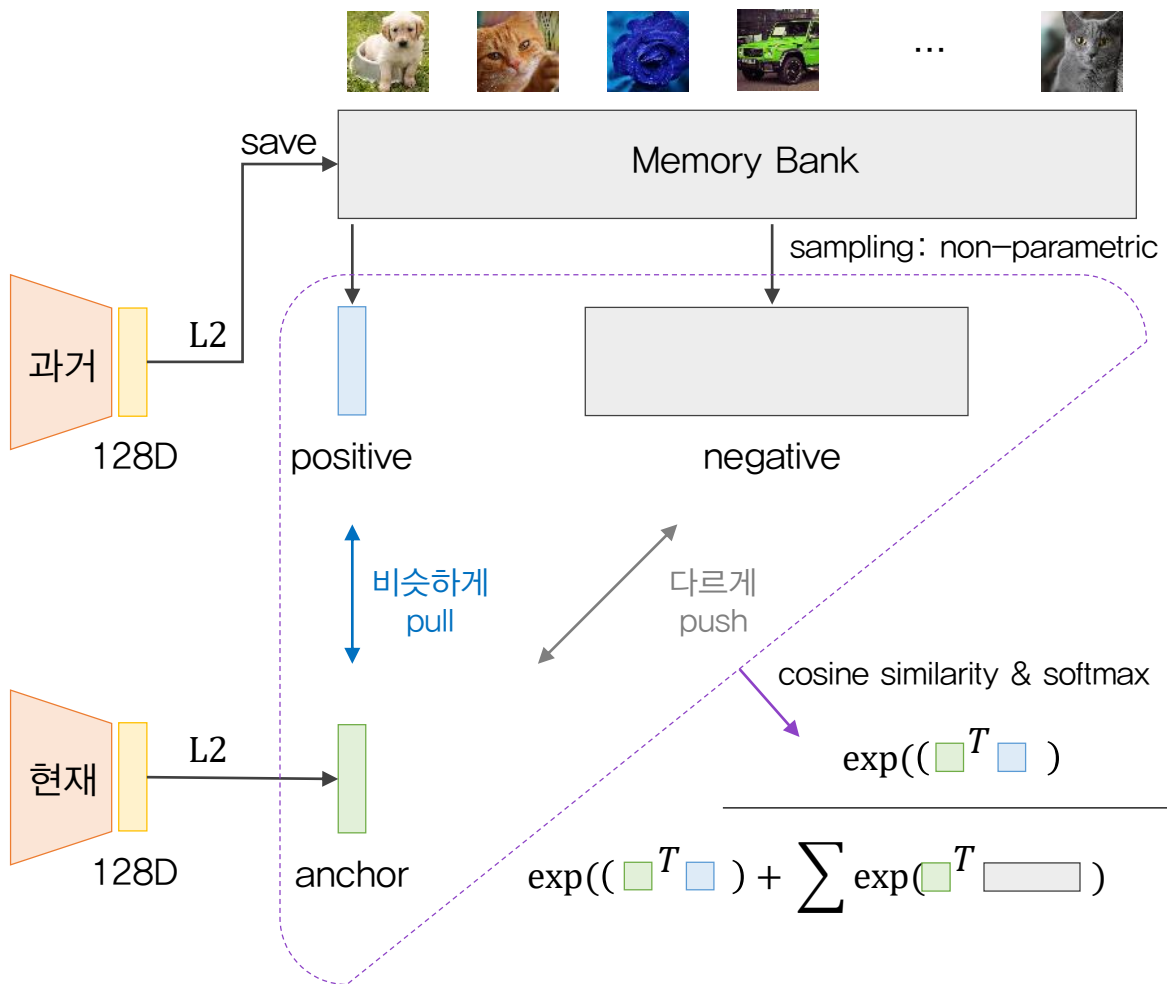 ...
save
Memory Bank
sampling: non-parametric
L2
과거
128D
positive
negative
비슷하게
pull
다르게
push
cosine similarity & softmax
L2
현재
128D
anchor
exp(( T )
exp(( T ) + ∑ exp( T )